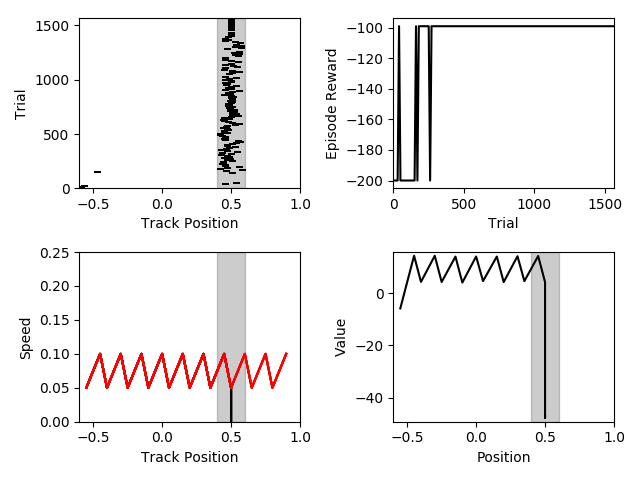 1500
1000
500
0
Trial
−0.5 0.0 0.5 1.0
Track Position
−100
−120
−140
−160
−180
−200
Episode Reward
0 500 1000 1500
Trial
0.25
0.20
0.15
0.10
0.05
0.00
Speed
−0.5 0.0 0.5 1.0
Track Position
0
−20
−40
Value
−0.5 0.0 0.5 1.0
Position